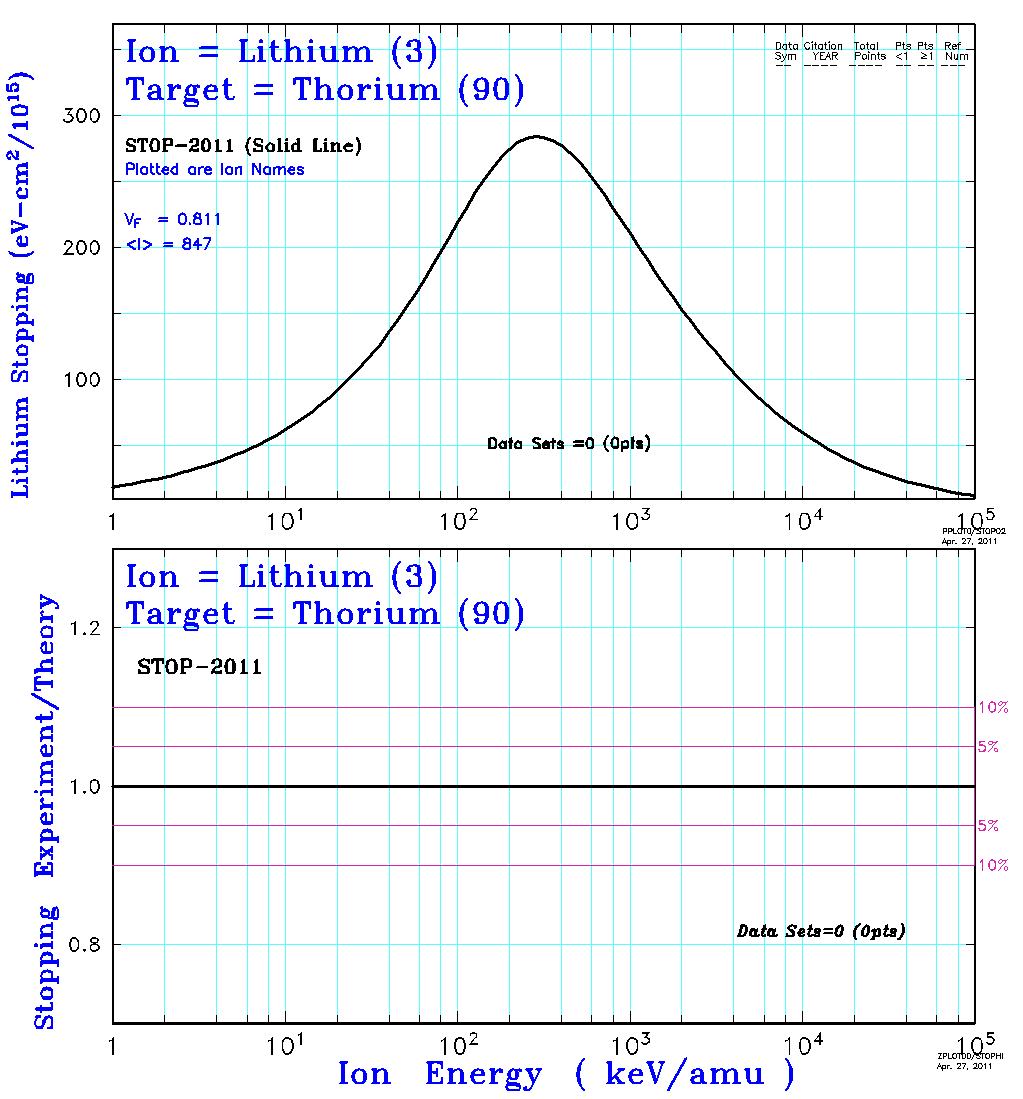 Ion = Lithium (3)
Target = Thorium (90)
Data Citation Total Pts Pts Ref
Sym YEAR Points <1 ≥1 Num
STOP-2011 (Solid Line)
Plotted are Ion Names
V_F = 0.811
<I> = 847
Lithium Stopping (eV-cm²/10¹⁵)
300
200
100
Data Sets =0 (0pts)
1 10¹ 10² 10³ 10⁴ 10⁵
PPLOT0/STOP02
Apr. 27, 2011
Ion = Lithium (3)
Target = Thorium (90)
STOP-2011
Stopping Experiment/Theory
1.2
1.0
0.8
10%
5%
5%
10%
Data Sets=0 (0pts)
1 10¹ 10² 10³ 10⁴ 10⁵
Ion Energy ( keV/amu )
Apr. 27, 2011